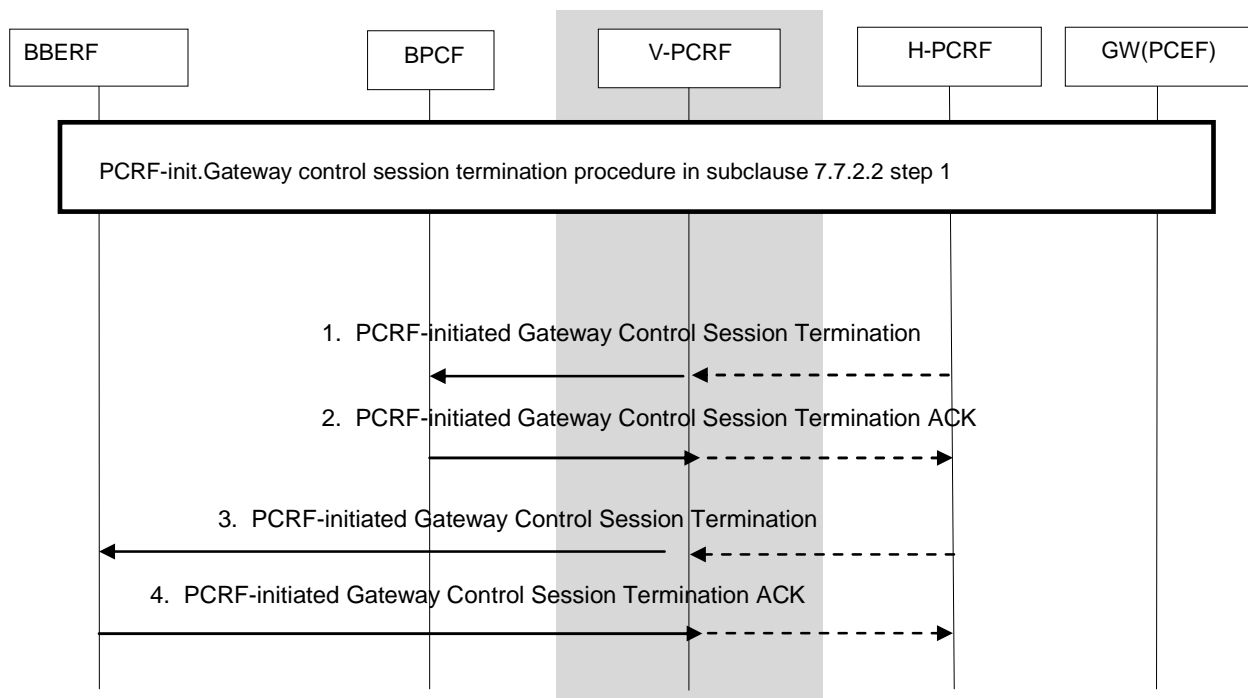 BBERF
BPCF
V-PCRF
H-PCRF
GW(PCEF)
PCRF-init.Gateway control session termination procedure in subclause 7.7.2.2 step 1
1. PCRF-initiated Gateway Control Session Termination
2. PCRF-initiated Gateway Control Session Termination ACK
3. PCRF-initiated Gateway Control Session Termination
4. PCRF-initiated Gateway Control Session Termination ACK